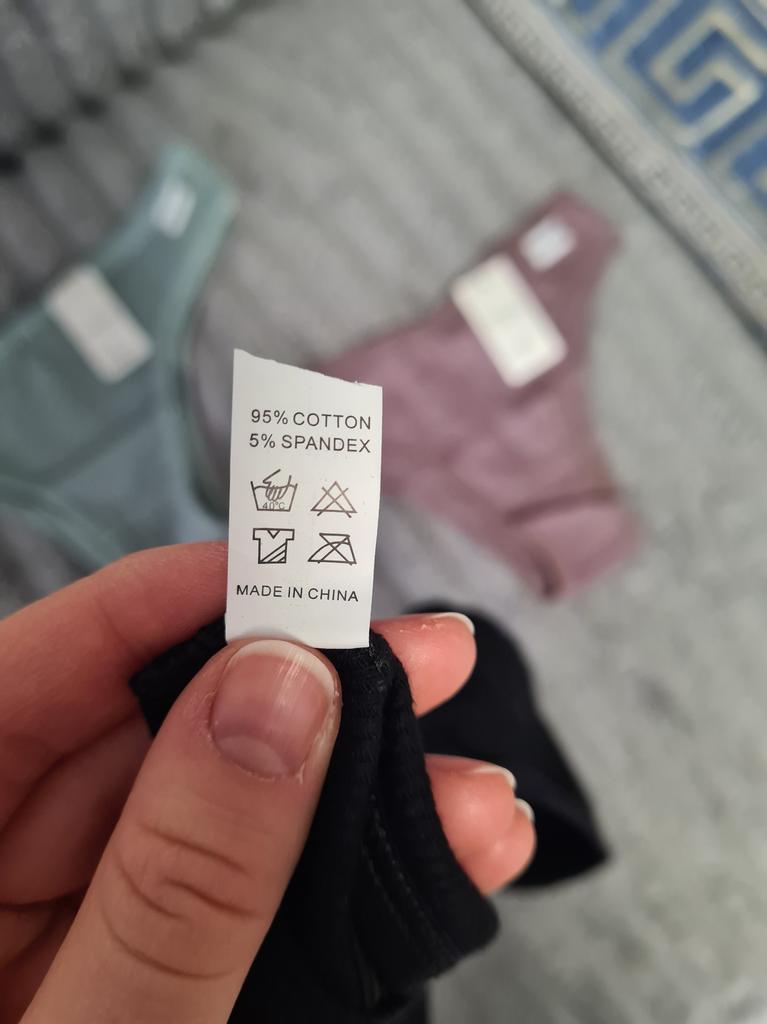 95% COTTON
5% SPANDEX
40°C
MADE IN CHINA